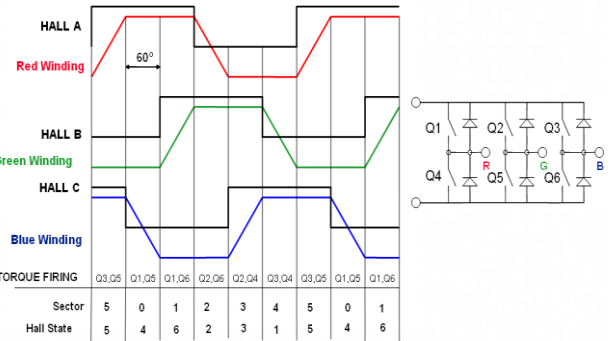 HALL A
Red Winding
60°
HALL B
Green Winding
HALL C
Blue Winding
TORQUE FIRING Q3,Q5 Q1,Q5 Q1,Q6 Q2,Q6 Q2,Q4 Q3,Q4 Q3,Q5 Q1,Q5 Q1,Q6
Sector 5 0 1 2 3 4 5 0 1
Hall State 5 4 6 2 3 1 5 4 6
Q1 Q2 Q3
R G B
Q4 Q5 Q6